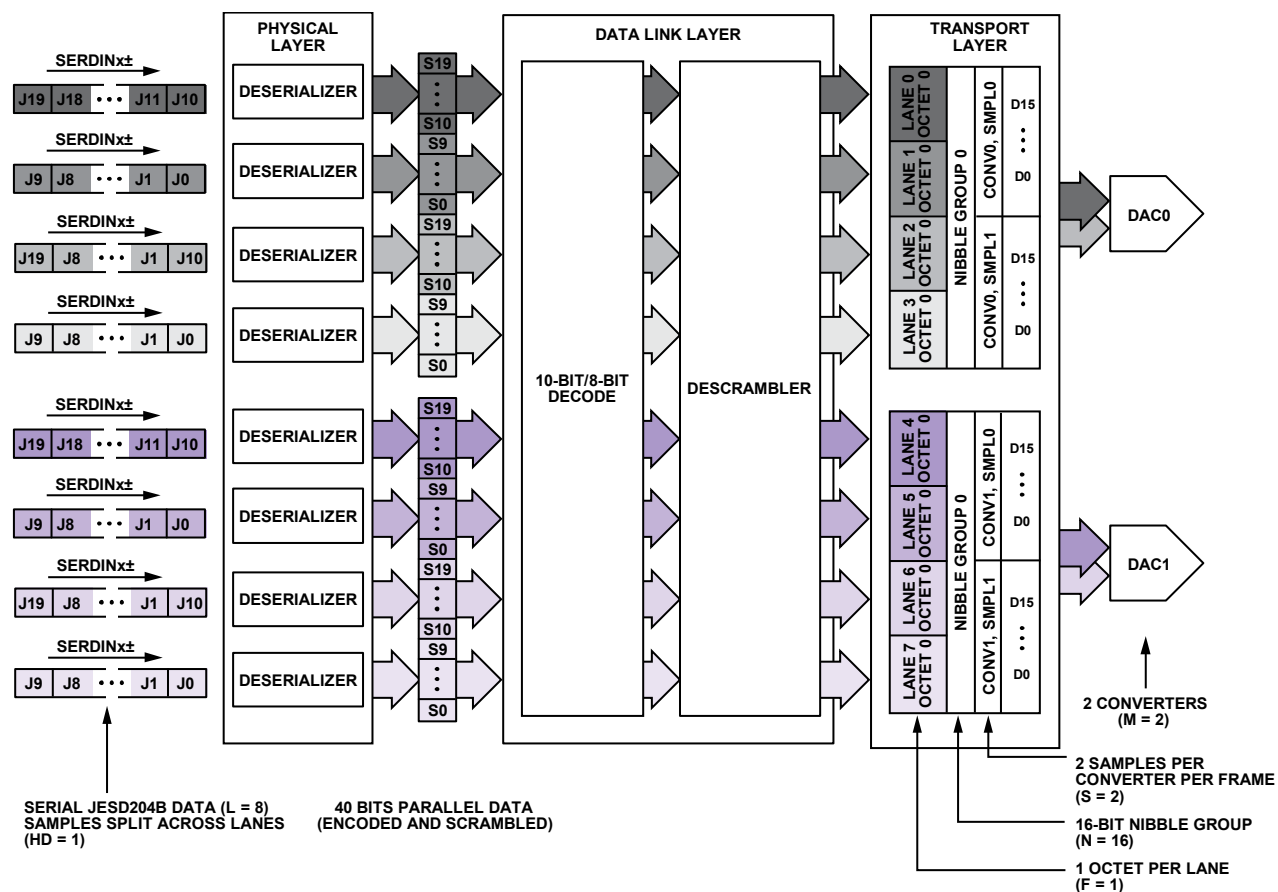 PHYSICAL
LAYER
DATA LINK LAYER
TRANSPORT
LAYER
SERDINx±
J19 J18 ••• J11 J10
DESERIALIZER
S19
•
•
•
S10
SERDINx±
J9 J8 ••• J1 J0
DESERIALIZER
S9
•
•
•
S0
SERDINx±
J19 J8 ••• J1 J10
DESERIALIZER
S19
•
•
•
S10
SERDINx±
J9 J8 ••• J1 J0
DESERIALIZER
S9
•
•
•
S0
SERDINx±
J19 J18 ••• J11 J10
DESERIALIZER
S19
•
•
•
S10
SERDINx±
J9 J8 ••• J1 J0
DESERIALIZER
S9
•
•
•
S0
SERDINx±
J19 J8 ••• J1 J10
DESERIALIZER
S19
•
•
•
S10
SERDINx±
J9 J8 ••• J1 J0
DESERIALIZER
S9
•
•
•
S0
10-BIT/8-BIT
DECODE
DESCRAMBLER
LANE 0
OCTET 0
LANE 1
OCTET 0
LANE 2
OCTET 0
LANE 3
OCTET 0
NIBBLE GROUP 0
CONV0, SMPL0
CONV0, SMPL1
D15
•
•
•
D0
D15
•
•
•
D0
DAC0
LANE 4
OCTET 0
LANE 5
OCTET 0
LANE 6
OCTET 0
LANE 7
OCTET 0
NIBBLE GROUP 0
CONV1, SMPL0
CONV1, SMPL1
D15
•
•
•
D0
D15
•
•
•
D0
DAC1
2 CONVERTERS
(M = 2)
2 SAMPLES PER
CONVERTER PER FRAME
(S = 2)
16-BIT NIBBLE GROUP
(N = 16)
1 OCTET PER LANE
(F = 1)
SERIAL JESD204B DATA (L = 8)
SAMPLES SPLIT ACROSS LANES
(HD = 1)
40 BITS PARALLEL DATA
(ENCODED AND SCRAMBLED)